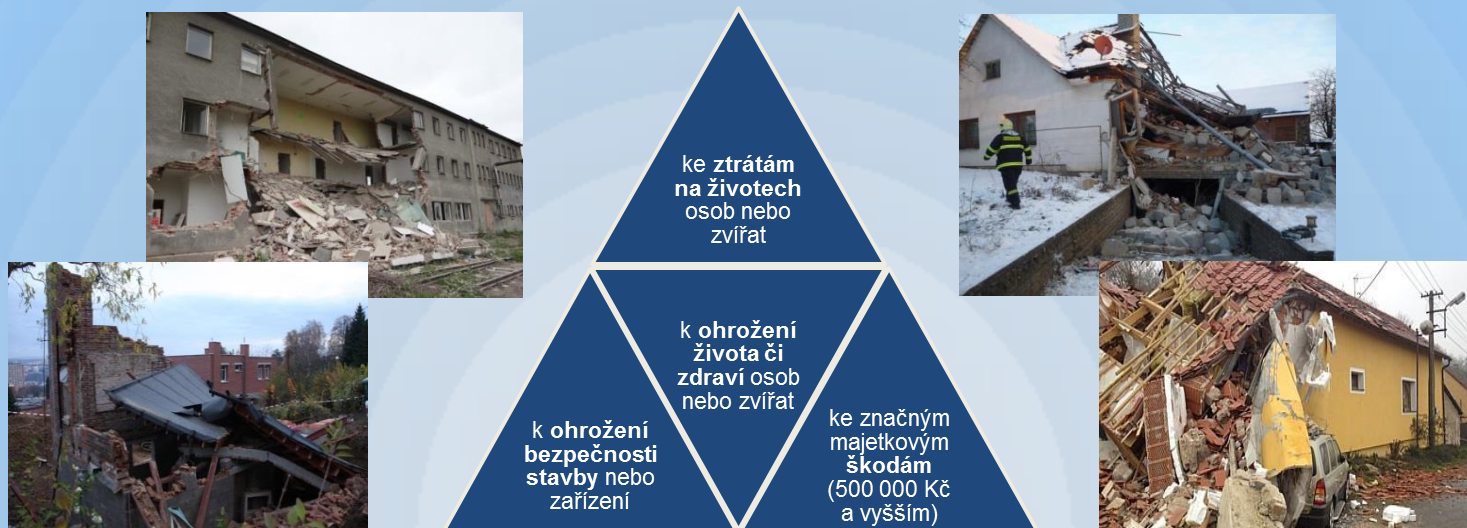 ke ztrátám
na životech
osob nebo
zvířat
k ohrožení
života či
zdraví osob
nebo zvířat
k ohrožení
bezpečnosti
stavby nebo
zařízení
ke značným
majetkovým
škodám
(500 000 Kč
a vyšším)